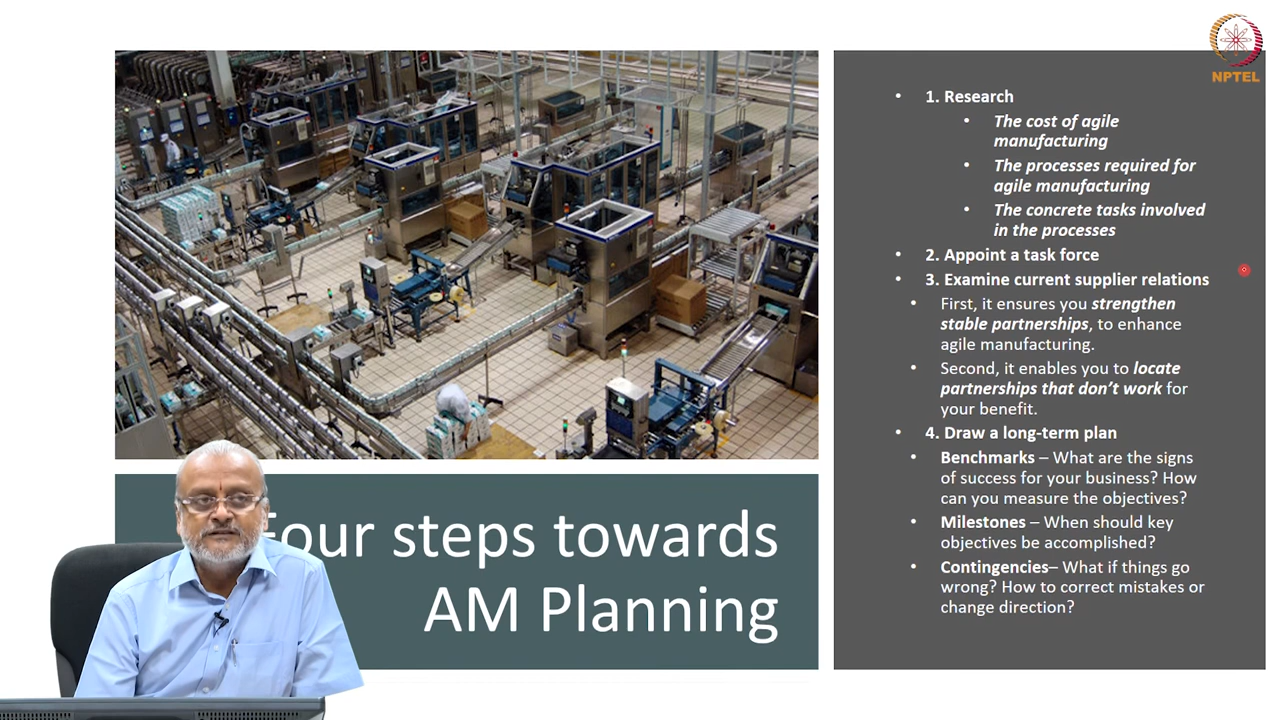 NPTEL
• 1. Research
• The cost of agile
manufacturing
• The processes required for
agile manufacturing
• The concrete tasks involved
in the processes
• 2. Appoint a task force
• 3. Examine current supplier relations
• First, it ensures you strengthen
stable partnerships, to enhance
agile manufacturing.
• Second, it enables you to locate
partnerships that don’t work for
your benefit.
• 4. Draw a long-term plan
• Benchmarks – What are the signs
of success for your business? How
can you measure the objectives?
• Milestones – When should key
objectives be accomplished?
• Contingencies– What if things go
wrong? How to correct mistakes or
change direction?
Four steps towards
AM Planning